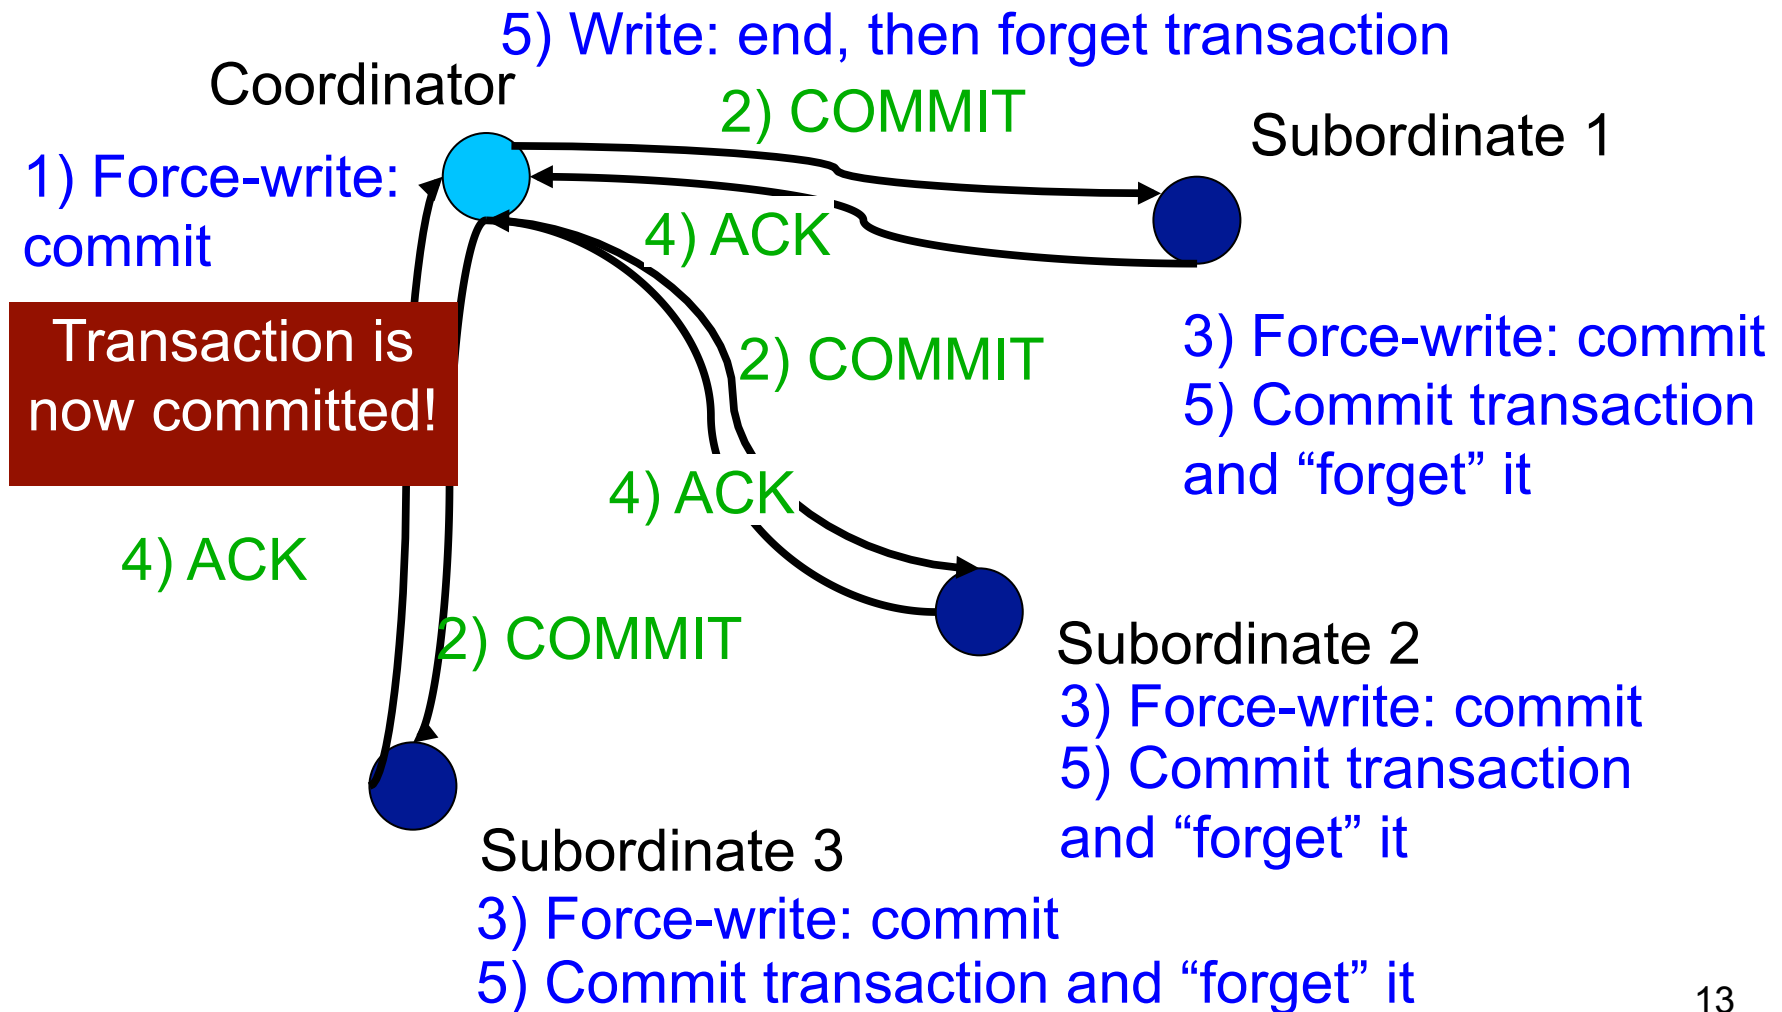 5) Write: end, then forget transaction
Coordinator
2) COMMIT
Subordinate 1
1) Force-write:
commit
4) ACK
Transaction is
now committed!
2) COMMIT
3) Force-write: commit
5) Commit transaction
and “forget” it
4) ACK
4) ACK
2) COMMIT
Subordinate 2
3) Force-write: commit
5) Commit transaction
and “forget” it
Subordinate 3
3) Force-write: commit
5) Commit transaction and “forget” it
13